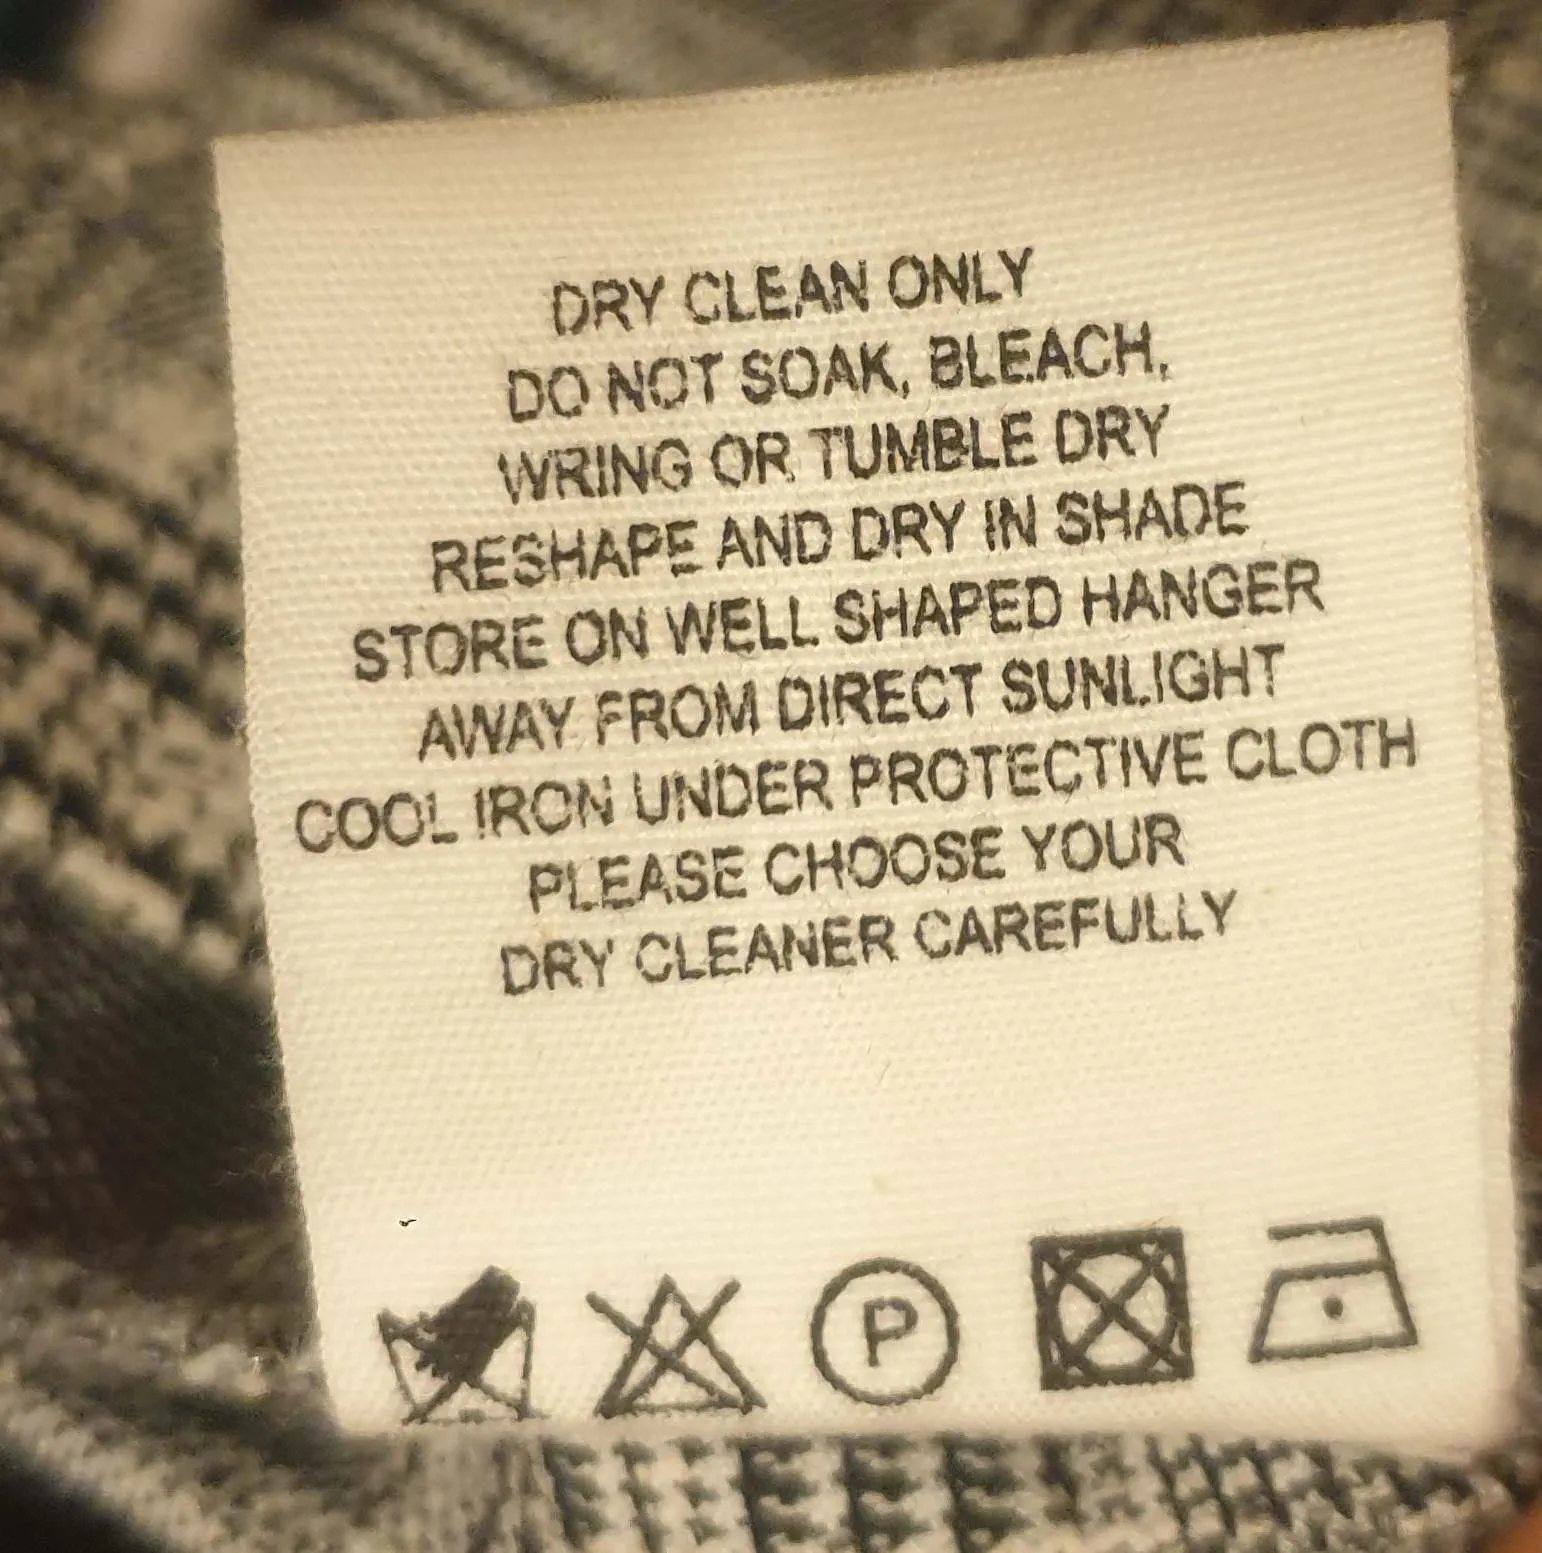 DRY CLEAN ONLY
DO NOT SOAK, BLEACH,
WRING OR TUMBLE DRY
RESHAPE AND DRY IN SHADE
STORE ON WELL SHAPED HANGER
AWAY FROM DIRECT SUNLIGHT
COOL IRON UNDER PROTECTIVE CLOTH
PLEASE CHOOSE YOUR
DRY CLEANER CAREFULLY
P